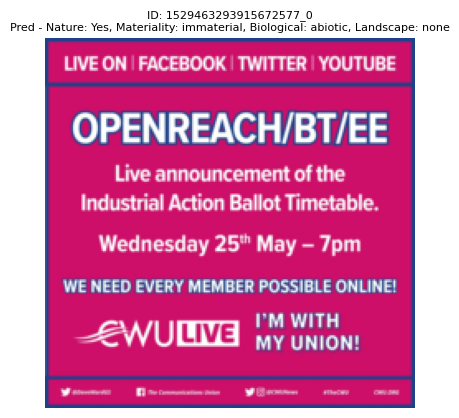 ID: 1529463293915672577_0
Pred - Nature: Yes, Materiality: immaterial, Biological: abiotic, Landscape: none
LIVE ON | FACEBOOK | TWITTER | YOUTUBE
OPENREACH/BT/EE
Live announcement of the
Industrial Action Ballot Timetable.
Wednesday 25th May – 7pm
WE NEED EVERY MEMBER POSSIBLE ONLINE!
CWU LIVE
I'M WITH
MY UNION!
The Communications Union @CWUNews #TheCWU CWU.ORG